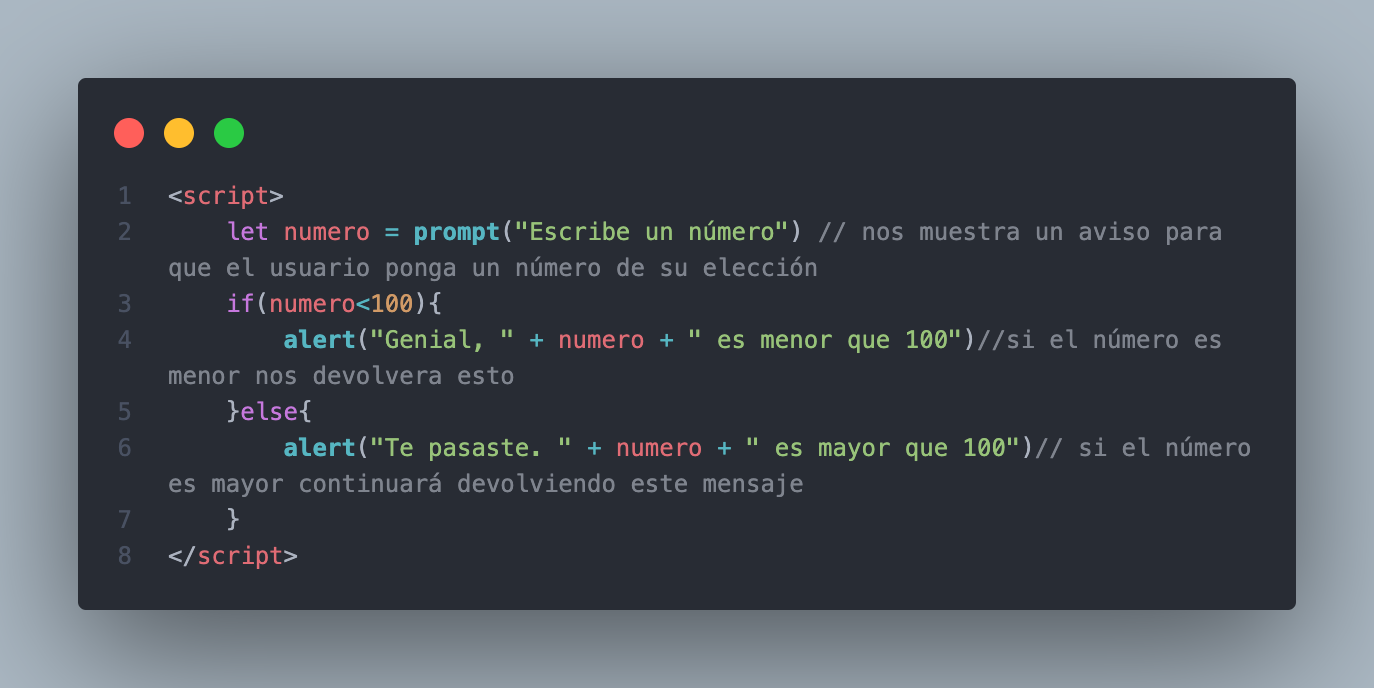 1 <script>
2     let numero = prompt("Escribe un número") // nos muestra un aviso para
que el usuario ponga un número de su elección
3     if(numero<100){
4         alert("Genial, " + numero + " es menor que 100")//si el número es
menor nos devolvera esto
5     }else{
6         alert("Te pasaste. " + numero + " es mayor que 100")// si el número
es mayor continuará devolviendo este mensaje
7     }
8 </script>